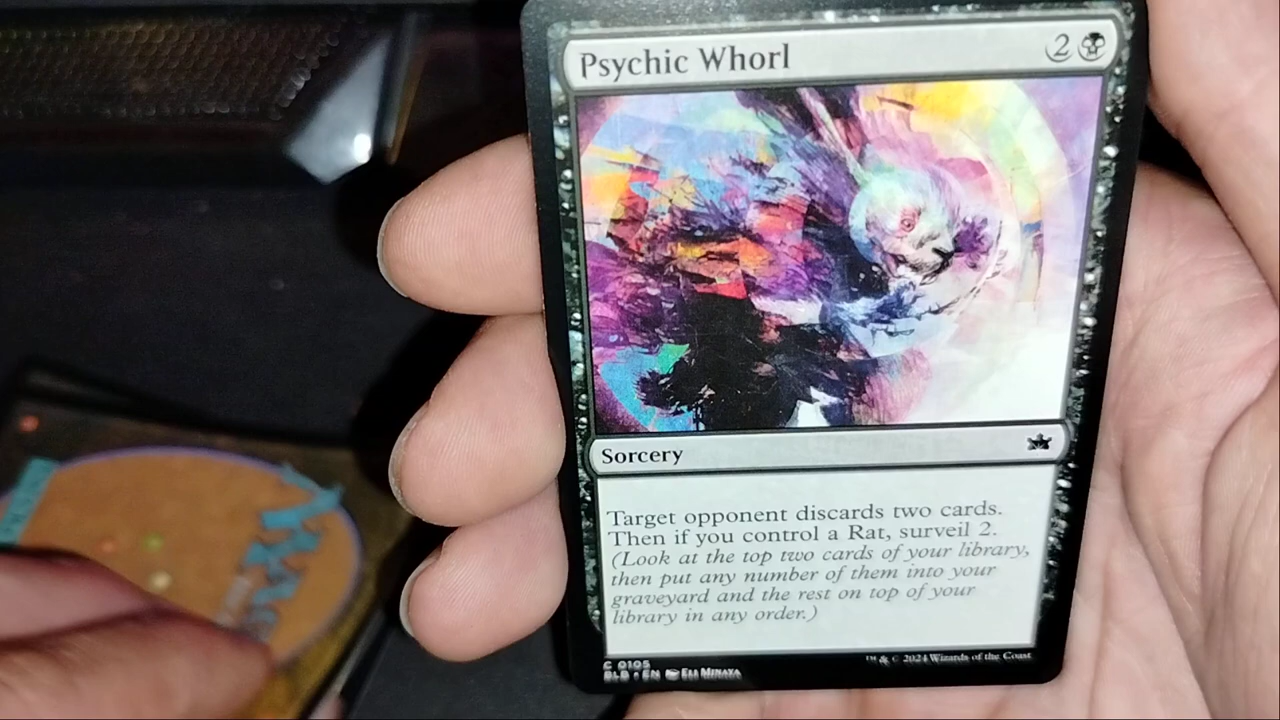 Psychic Whorl 2
Sorcery
Target opponent discards two cards.
Then if you control a Rat, surveil 2.
(Look at the top two cards of your library,
then put any number of them into your
graveyard and the rest on top of your
library in any order.)
C 0105
BLB • EN Eli Minaya
™ & © 2024 Wizards of the Coast